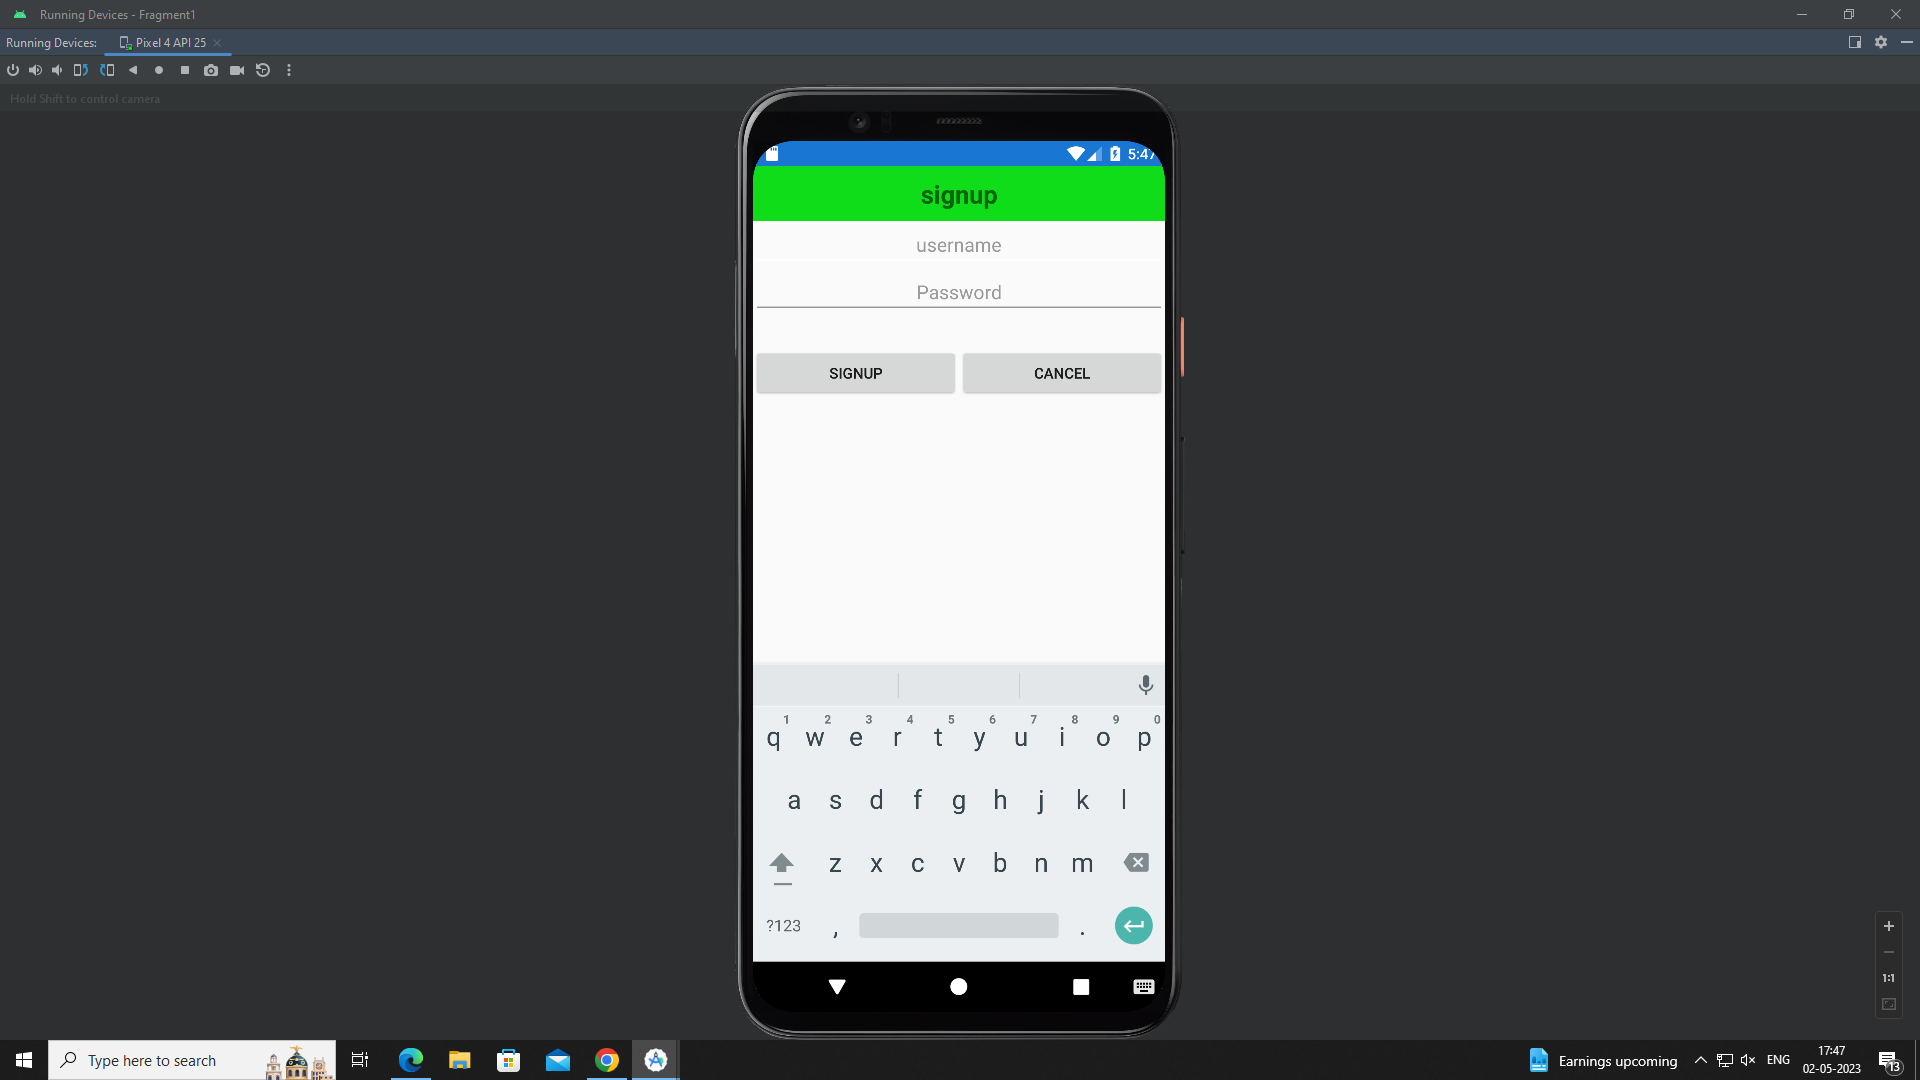 Running Devices - Fragment1
Running Devices: Pixel 4 API 25
Hold Shift to control camera
5:47
signup
username
Password
SIGNUP CANCEL
1 2 3 4 5 6 7 8 9 0
q w e r t y u i o p
a s d f g h j k l
z x c v b n m
?123 , .
1:1
Type here to search
Earnings upcoming
ENG
17:47
02-05-2023
13